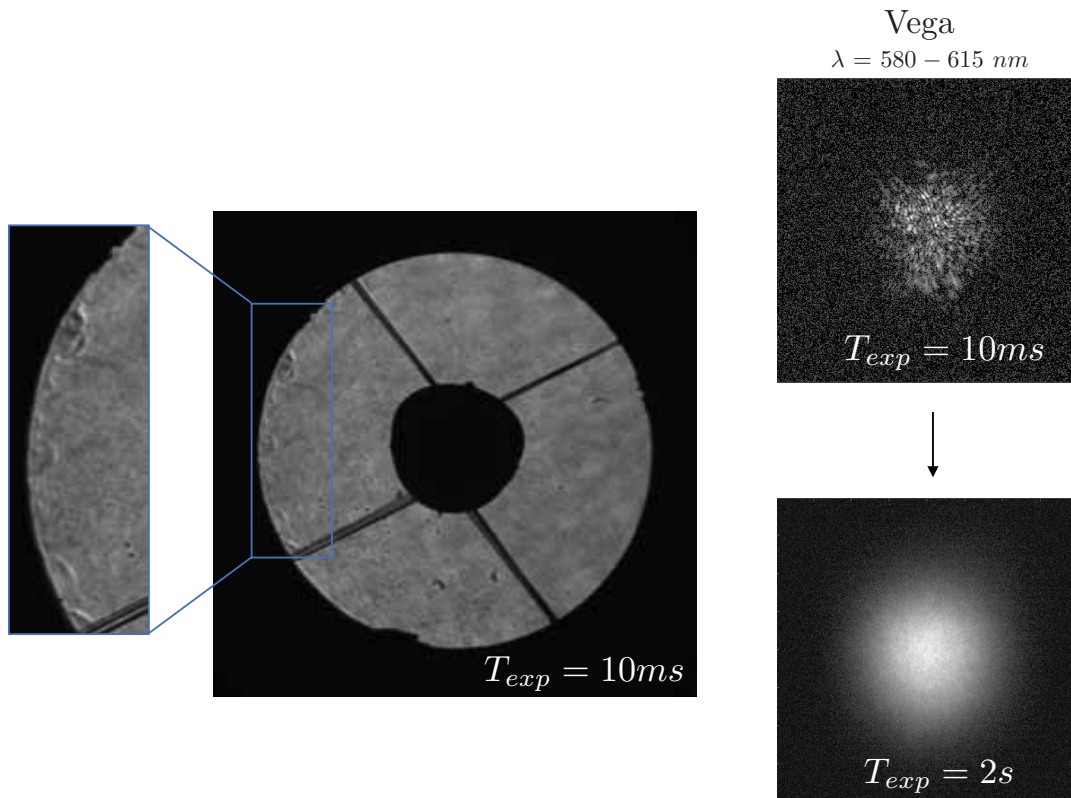 Vega
λ = 580 − 615 nm
T_exp = 10ms
T_exp = 10ms
T_exp = 2s